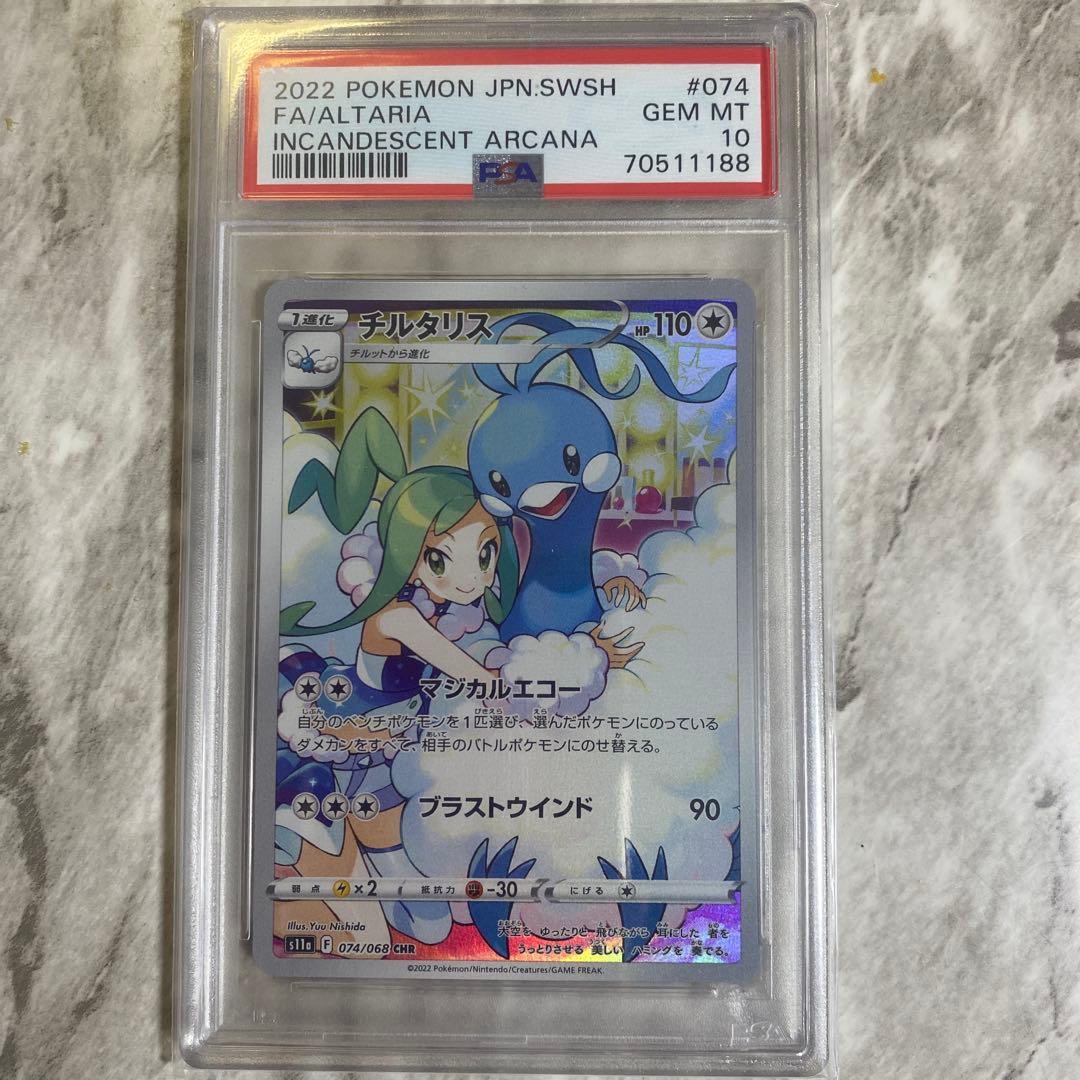 2022 POKEMON JPN.SWSH #074
FA/ALTARIA GEM MT
INCANDESCENT ARCANA 10
PSA 70511188
1進化 チルタリス HP 110
チルットから進化
マジカルエコー
自分のベンチポケモンを1匹選び、選んだポケモンにのっている
ダメカンをすべて、相手のバトルポケモンにのせ替える。
ブラストウインド 90
弱点 ×2 抵抗力 -30 にげる
Illus.Yuu Nishida
s11a F 074/068 CHR
大空を ゆったりと 飛びながら 耳にした 者を
うっとりさせる 美しい ハミングを 奏でる。
©2022 Pokémon/Nintendo/Creatures/GAME FREAK.